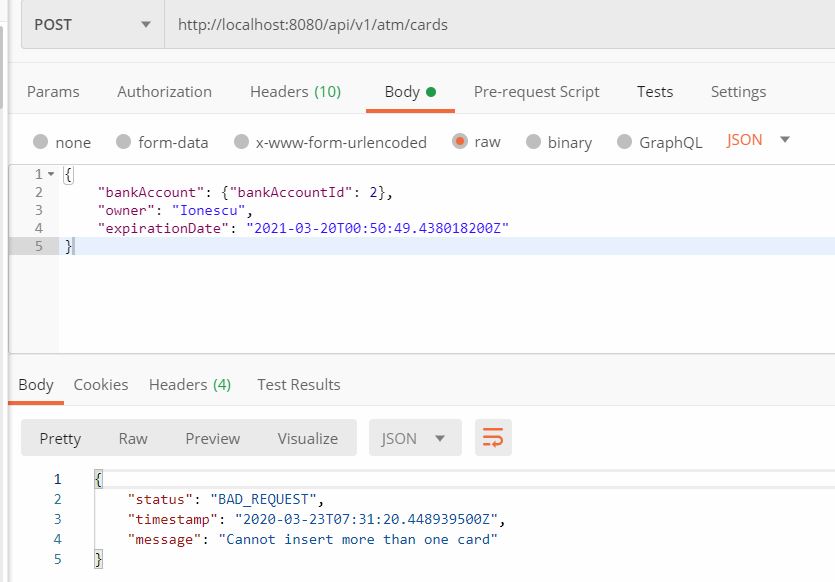 POST http://localhost:8080/api/v1/atm/cards
Params Authorization Headers (10) Body Pre-request Script Tests Settings
none form-data x-www-form-urlencoded raw binary GraphQL JSON
1 {
2 "bankAccount": {"bankAccountId": 2},
3 "owner": "Ionescu",
4 "expirationDate": "2021-03-20T00:50:49.438018200Z"
5 }
Body Cookies Headers (4) Test Results
Pretty Raw Preview Visualize JSON
1 {
2 "status": "BAD_REQUEST",
3 "timestamp": "2020-03-23T07:31:20.448939500Z",
4 "message": "Cannot insert more than one card"
5 }